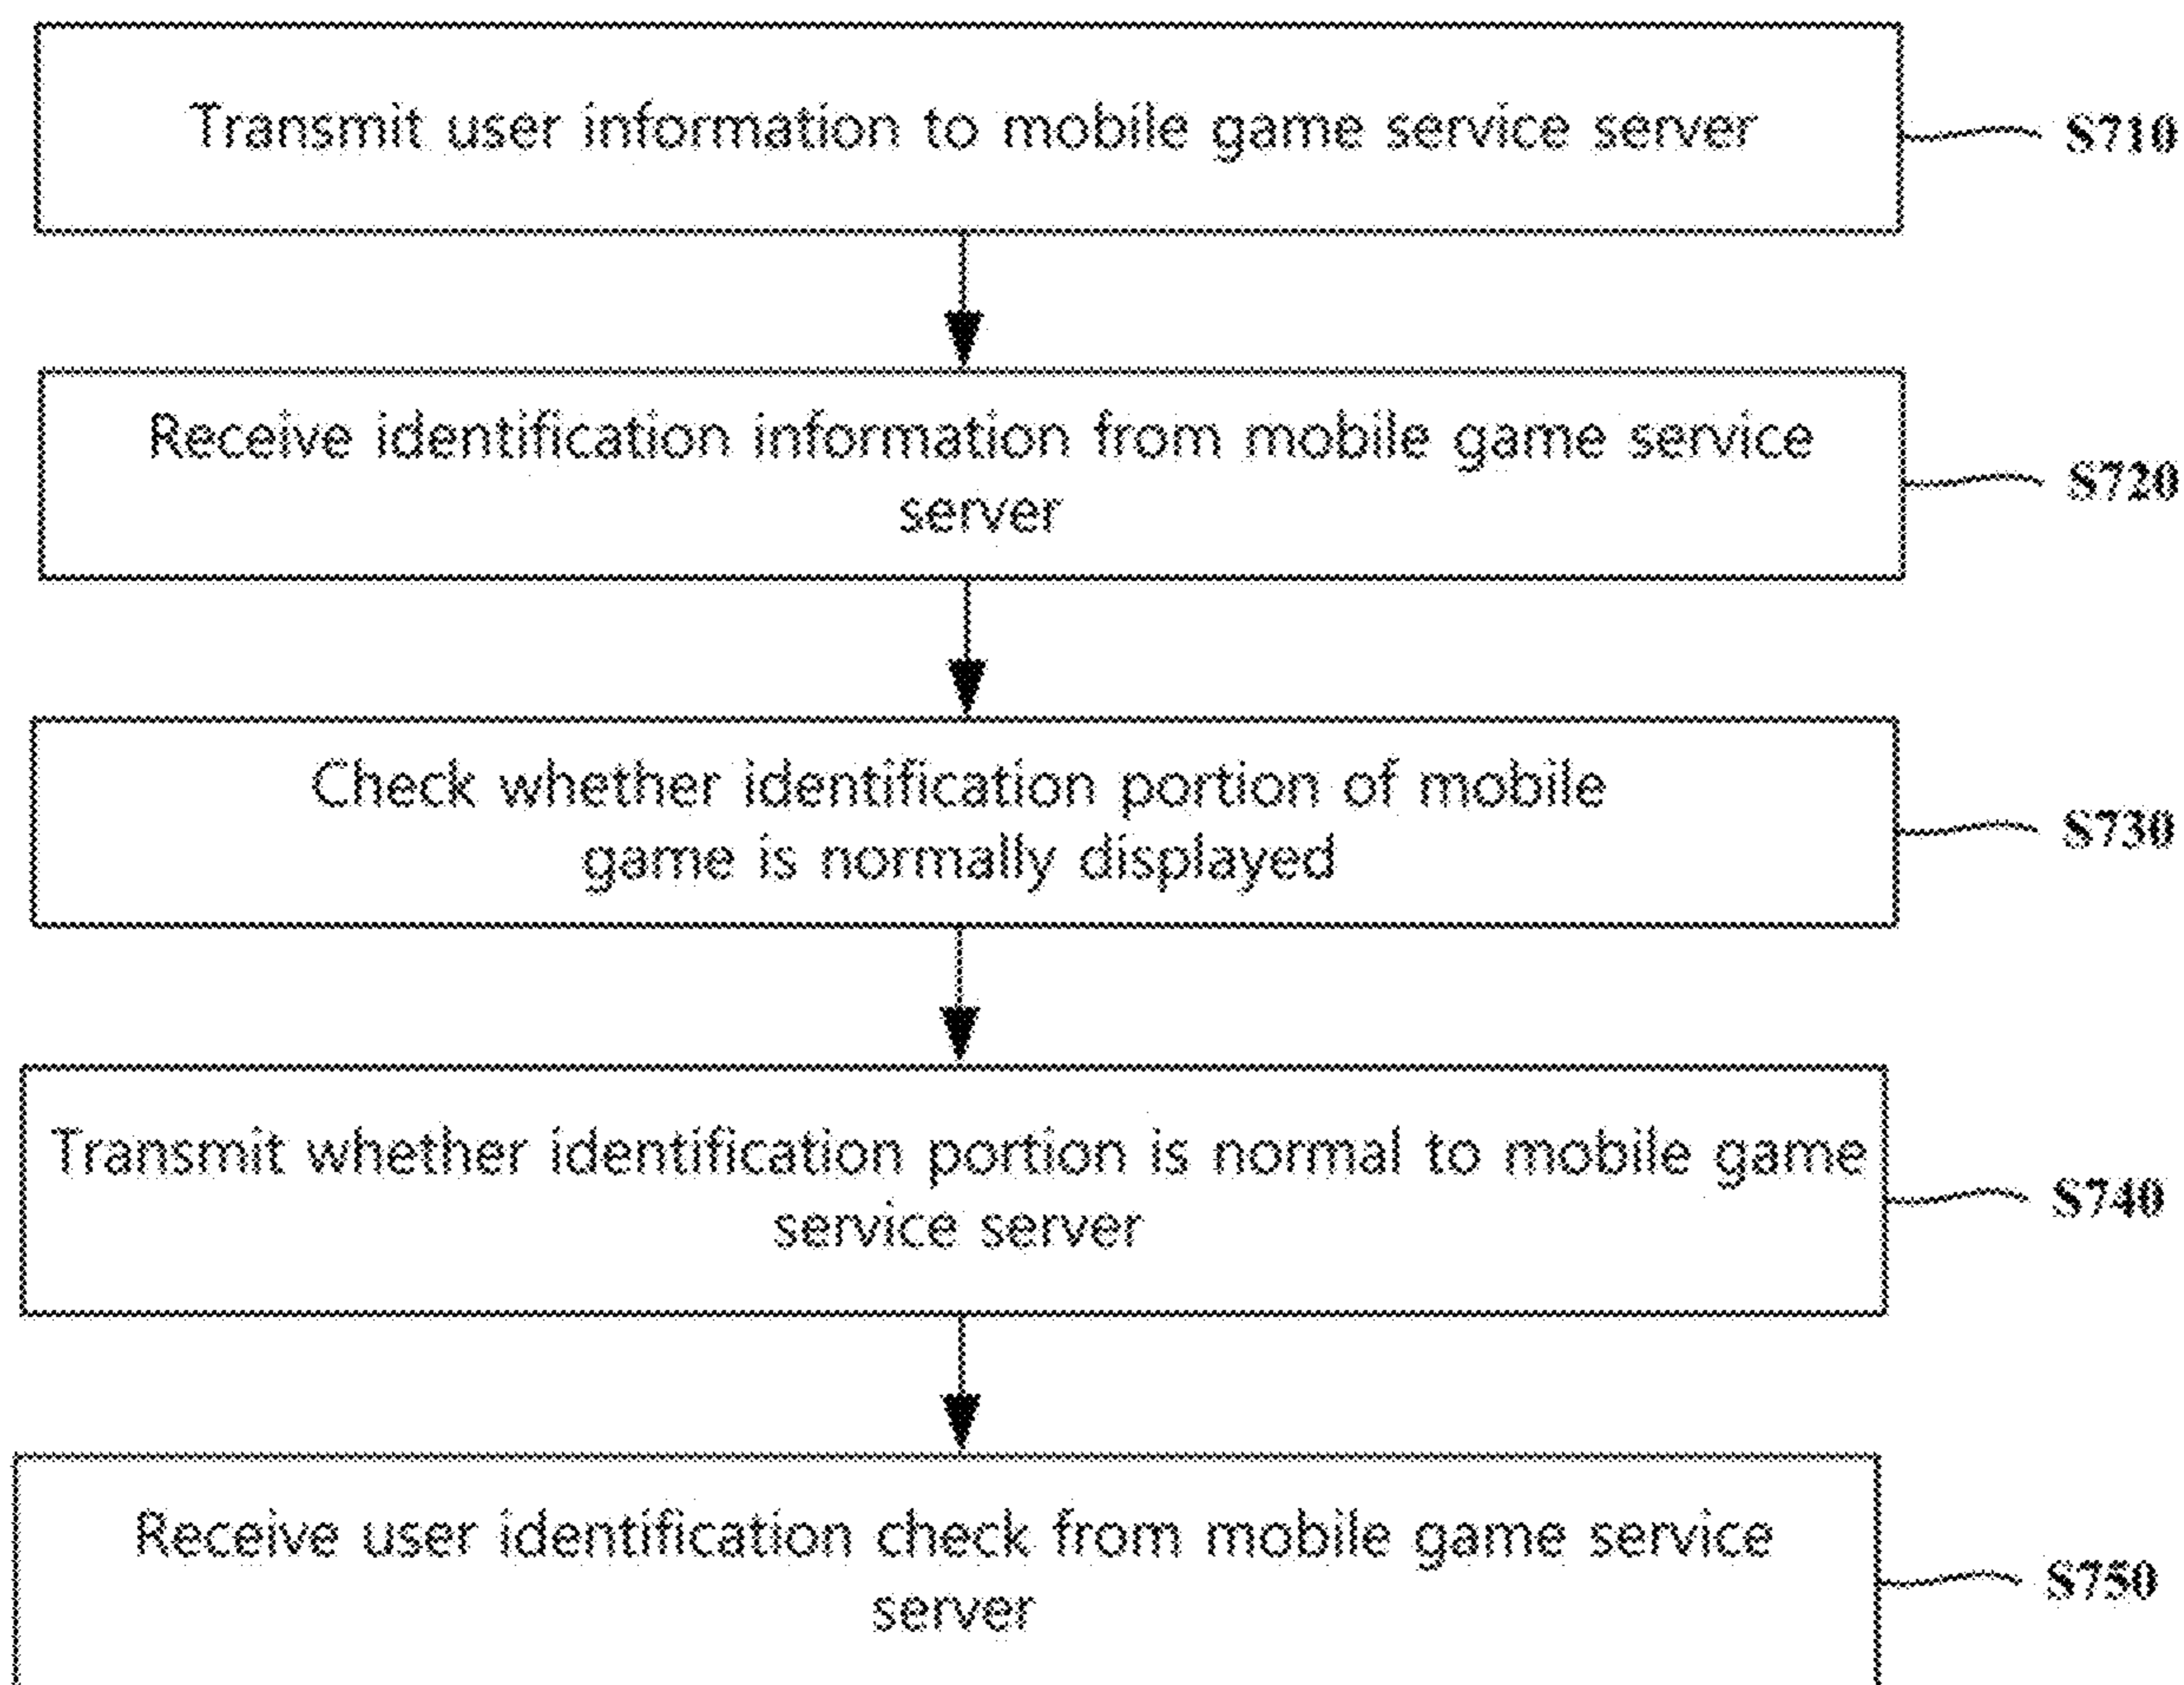 Transmit user information to mobile game service server
S710
Receive identification information from mobile game service
server
S720
Check whether identification portion of mobile
game is normally displayed
S730
Transmit whether identification portion is normal to mobile game
service server
S740
Receive user identification check from mobile game service
server
S750